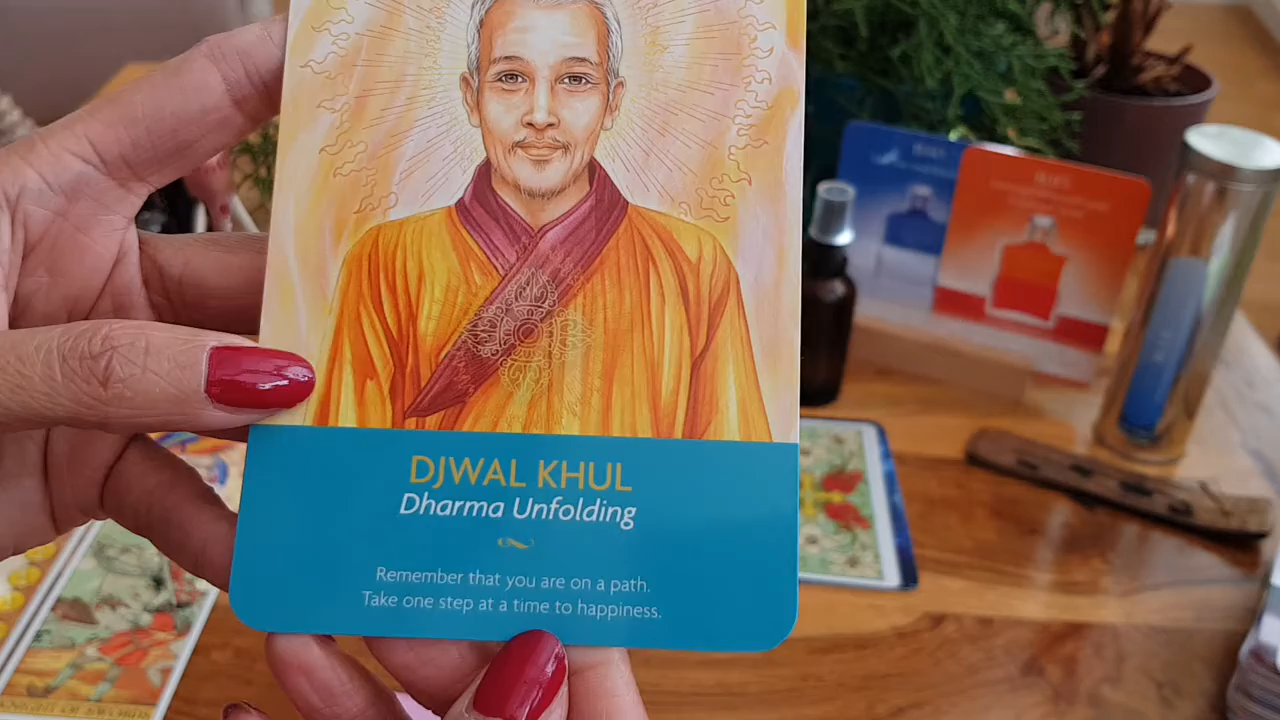 DJWAL KHUL
Dharma Unfolding
Remember that you are on a path.
Take one step at a time to happiness.